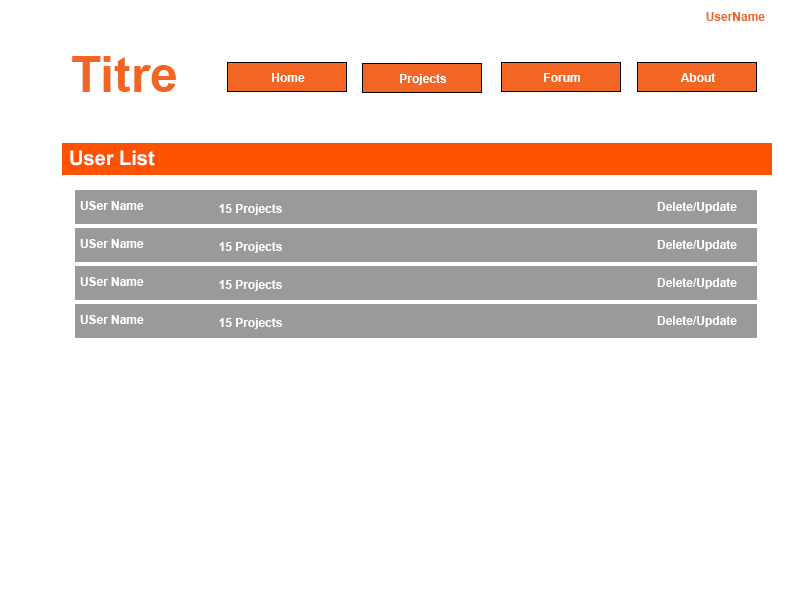 UserName
Titre
Home
Projects
Forum
About
User List
USer Name 15 Projects Delete/Update
USer Name 15 Projects Delete/Update
USer Name 15 Projects Delete/Update
USer Name 15 Projects Delete/Update